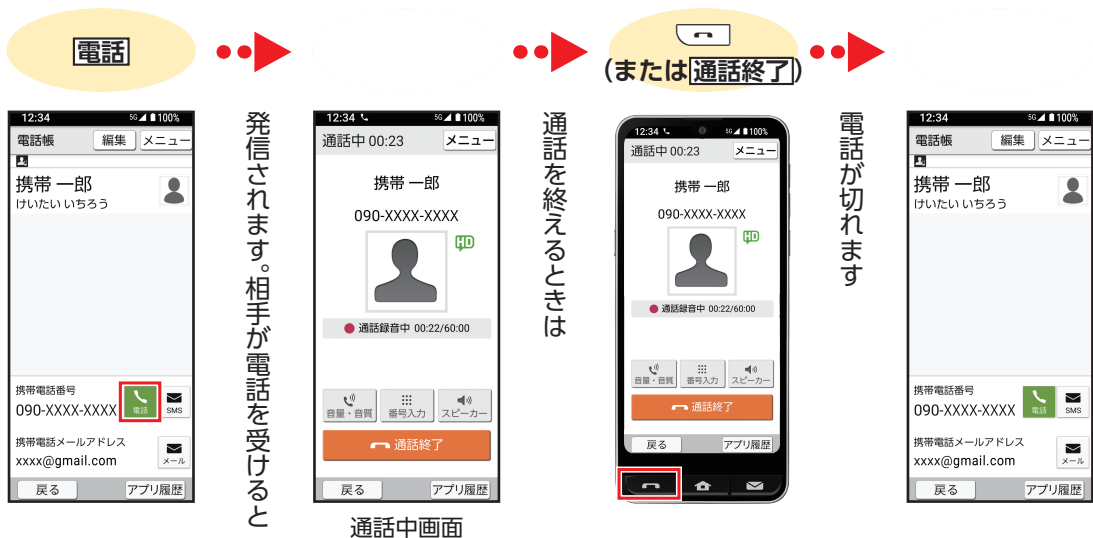 電話
12:34 5G 100%
電話帳 編集 メニュー
携帯 一郎
けいたい いちろう
携帯電話番号
090-XXXX-XXXX 電話 SMS
携帯電話メールアドレス
xxxx@gmail.com メール
戻る アプリ履歴
発信されます。相手が電話を受けると
12:34 5G 100%
通話中 00:23 メニュー
携帯 一郎
090-XXXX-XXXX
HD
通話録音中 00:22/60:00
音量・音質 番号入力 スピーカー
通話終了
戻る アプリ履歴
通話中画面
通話を終えるときは
(または通話終了)
12:34 5G 100%
通話中 00:23 メニュー
携帯 一郎
090-XXXX-XXXX
HD
通話録音中 00:22/60:00
音量・音質 番号入力 スピーカー
通話終了
戻る アプリ履歴
電話が切れます
12:34 5G 100%
電話帳 編集 メニュー
携帯 一郎
けいたい いちろう
携帯電話番号
090-XXXX-XXXX 電話 SMS
携帯電話メールアドレス
xxxx@gmail.com メール
戻る アプリ履歴